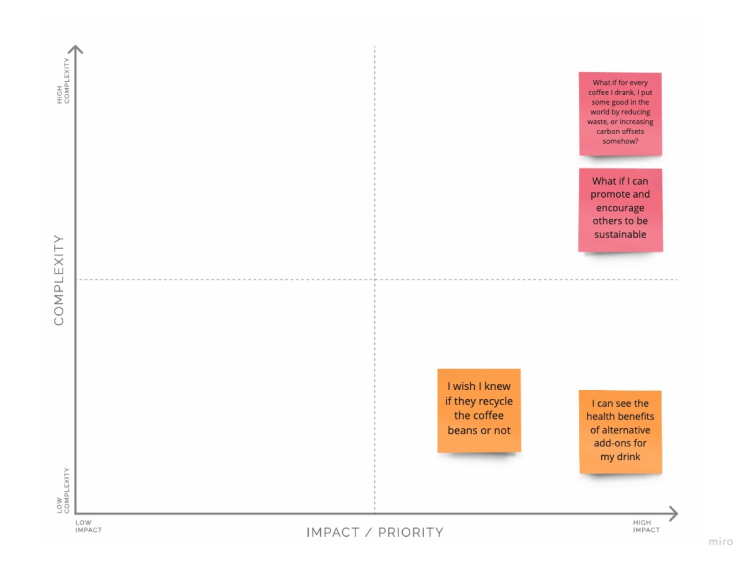 HIGH
COMPLEXITY
What if for every
coffee I drank, I put
some good in the
world by reducing
waste, or increasing
carbon offsets
somehow?
What if I can
promote and
encourage
others to be
sustainable
COMPLEXITY
I wish I knew
if they recycle
the coffee
beans or not
I can see the
health benefits
of alternative
add-ons for
my drink
LOW
COMPLEXITY
LOW
IMPACT
IMPACT / PRIORITY
HIGH
IMPACT
miro